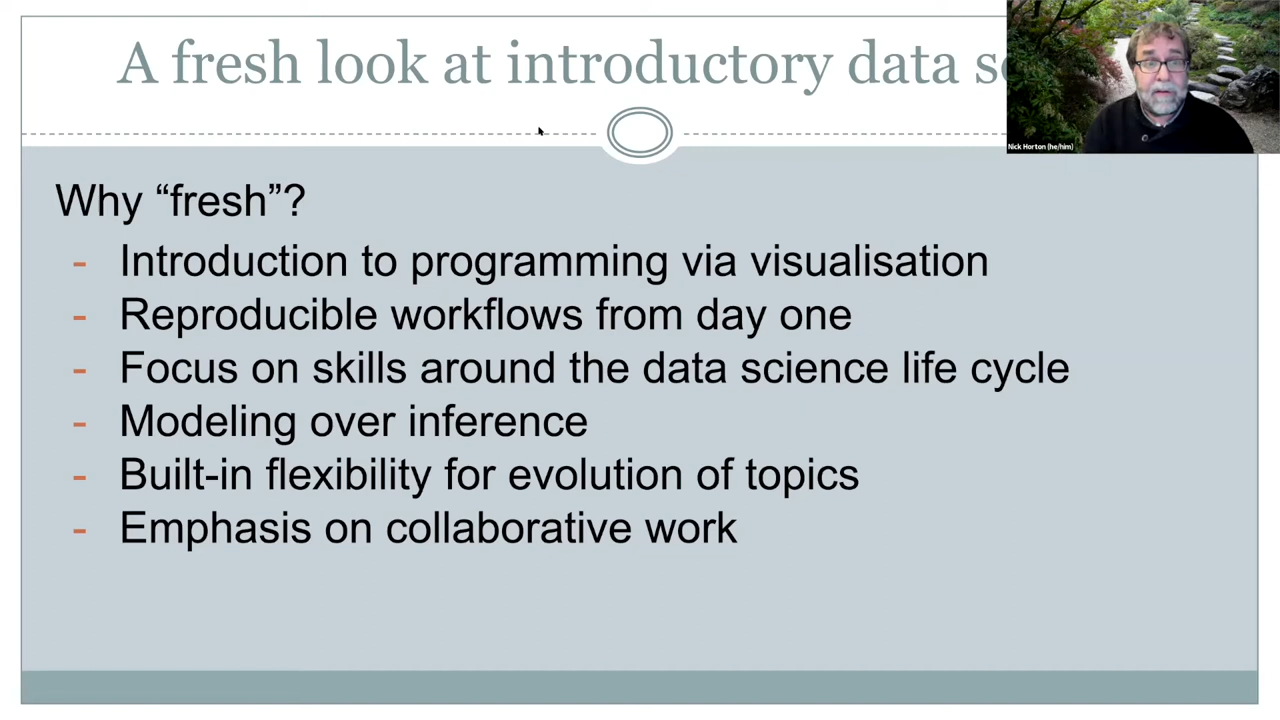 A fresh look at introductory data
Nick Horton (he/him)
Why “fresh”?
- Introduction to programming via visualisation
- Reproducible workflows from day one
- Focus on skills around the data science life cycle
- Modeling over inference
- Built-in flexibility for evolution of topics
- Emphasis on collaborative work